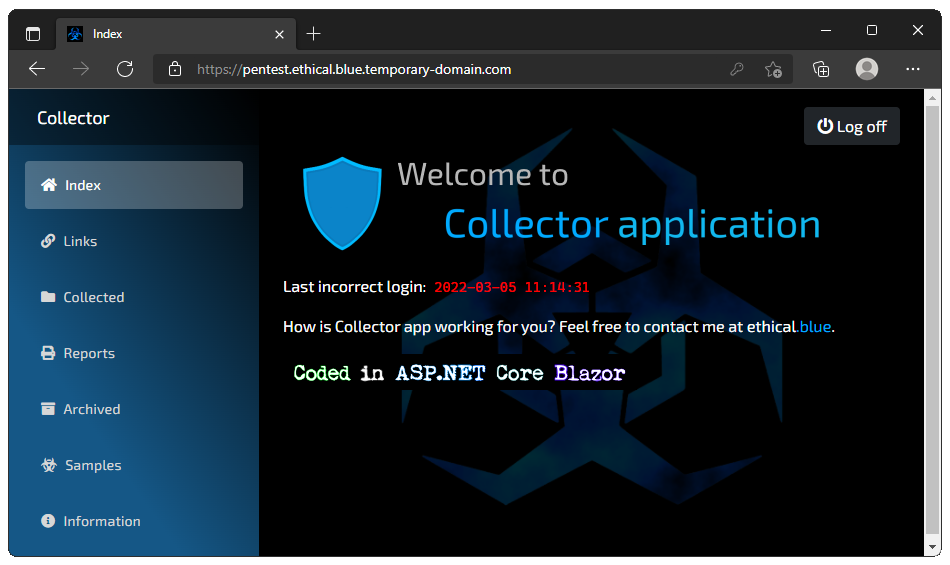 Index
https://pentest.ethical.blue.temporary-domain.com
Collector
Log off
Index
Links
Collected
Reports
Archived
Samples
Information
Welcome to
Collector application
Last incorrect login: 2022-03-05 11:14:31
How is Collector app working for you? Feel free to contact me at ethical.blue.
Coded in ASP.NET Core Blazor